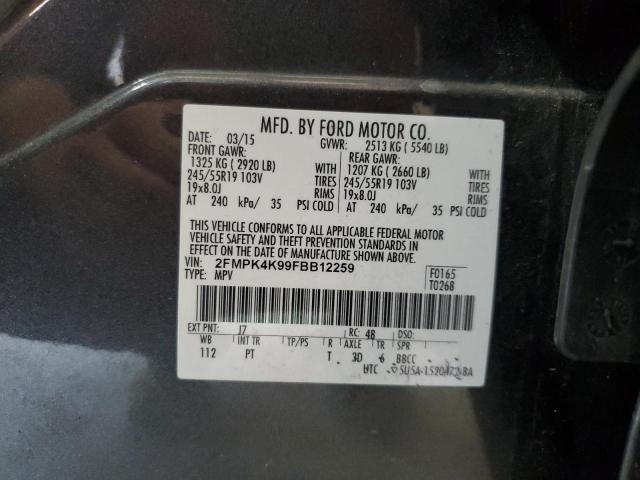 MFD. BY FORD MOTOR CO.
DATE: 03/15 GVWR: 2513 KG ( 5540 LB)
FRONT GAWR: REAR GAWR:
1325 KG ( 2920 LB) WITH 1207 KG ( 2660 LB) WITH
245/55R19 103V TIRES 245/55R19 103V TIRES
19x8.0J RIMS 19x8.0J RIMS
AT 240 kPa/ 35 PSI COLD AT 240 kPa/ 35 PSI COLD
THIS VEHICLE CONFORMS TO ALL APPLICABLE FEDERAL MOTOR
VEHICLE SAFETY AND THEFT PREVENTION STANDARDS IN
EFFECT ON THE DATE OF MANUFACTURE SHOWN ABOVE.
VIN: 2FMPK4K99FBB12259 F0165
TYPE: MPV T0268
EXT PNT: J7 RC: 48 DSO:
WB INT TR TP/PS R AXLE TR SPR
112 PT T 3D 6 BBCC
UTC